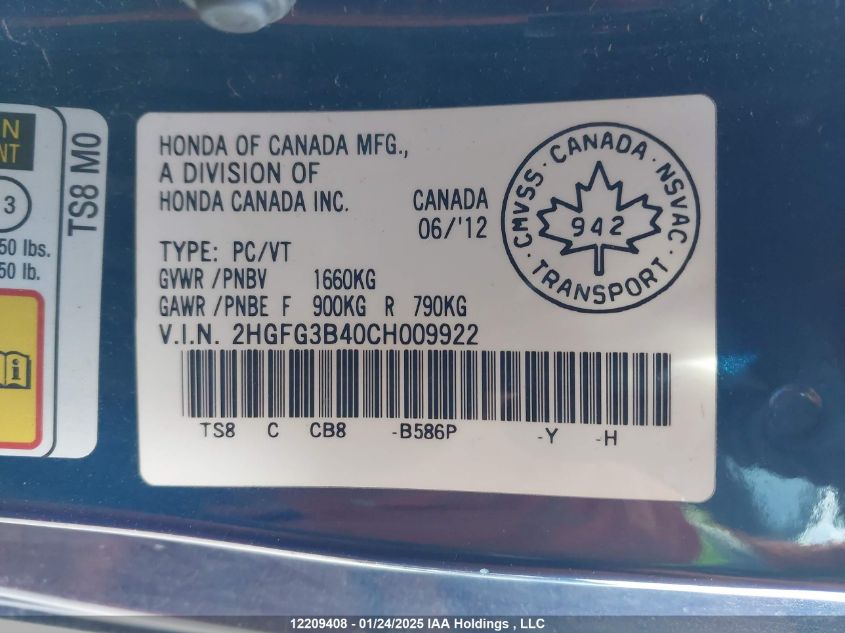 N
NT
3
50 lbs.
50 lb.
TS8 M0
HONDA OF CANADA MFG.,
A DIVISION OF
HONDA CANADA INC.
CANADA
06/'12
TYPE: PC/VT
GVWR /PNBV 1660KG
GAWR /PNBE F 900KG R 790KG
V.I.N. 2HGFG3B40CH009922
TS8 C CB8 -B586P -Y -H
CMVSS · CANADA · NSVAC
942
· TRANSPORT ·
12209408 - 01/24/2025 IAA Holdings , LLC